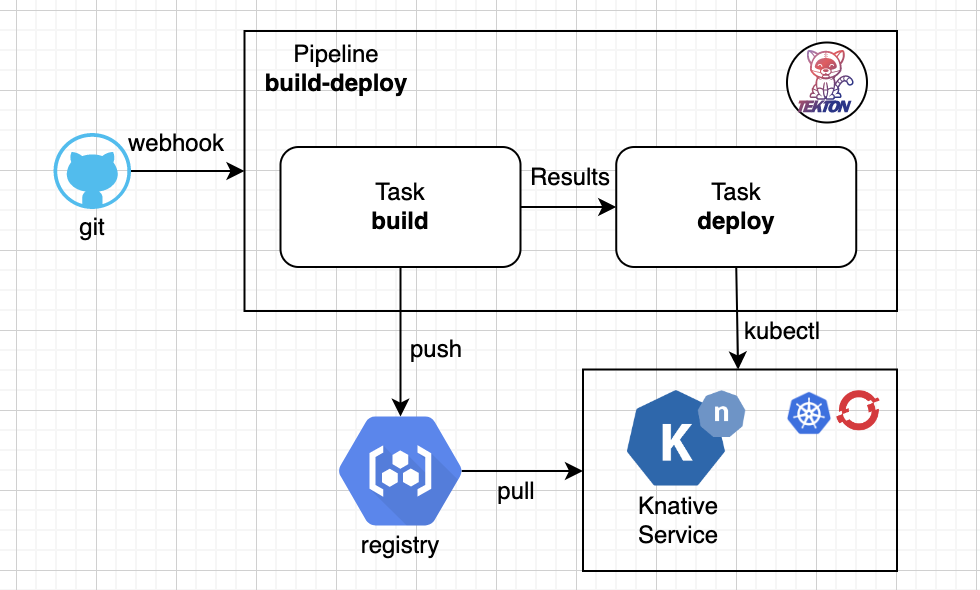 Pipeline
build-deploy
TEKTON
webhook
git
Task
build
Results
Task
deploy
push
kubectl
registry
pull
K
n
Knative
Service